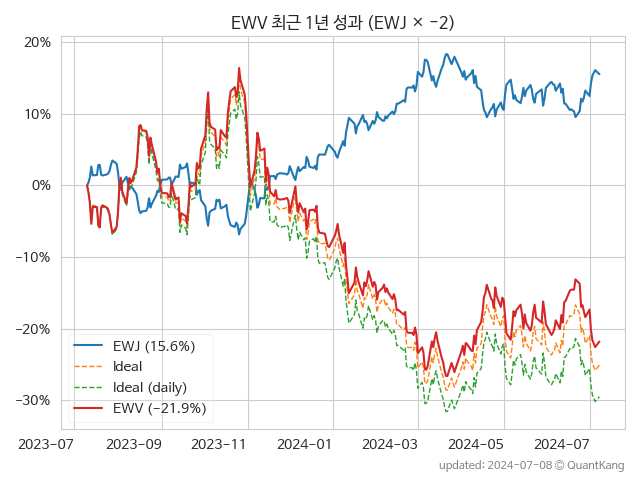 EWV 최근 1년 성과 (EWJ × −2)
20%
10%
0%
−10%
−20%
−30%
EWJ (15.6%)
Ideal
Ideal (daily)
EWV (−21.9%)
2023-07
2023-09
2023-11
2024-01
2024-03
2024-05
2024-07
updated: 2024-07-08 © QuantKang